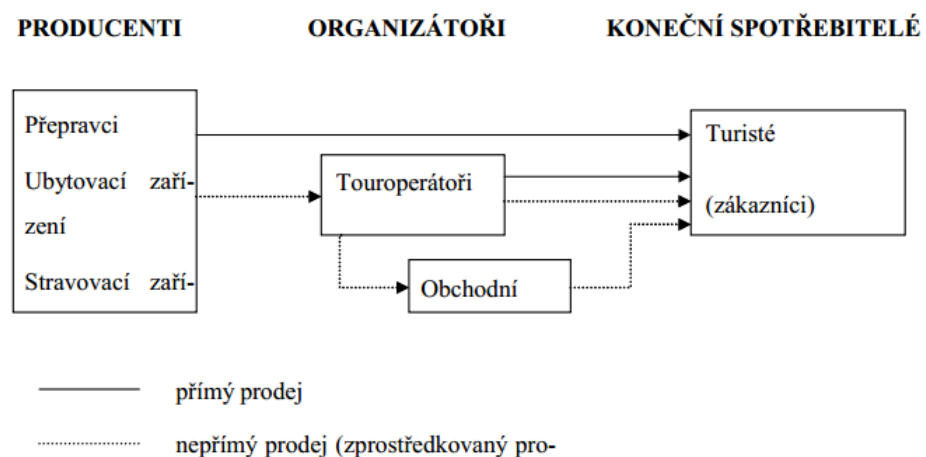 PRODUCENTI ORGANIZÁTOŘI KONEČNÍ SPOTŘEBITELÉ
Přepravci
Ubytovací zaří-
zení
Stravovací zaří-
Touroperátoři
Obchodní
Turisté
(zákazníci)
přímý prodej
nepřímý prodej (zprostředkovaný pro-